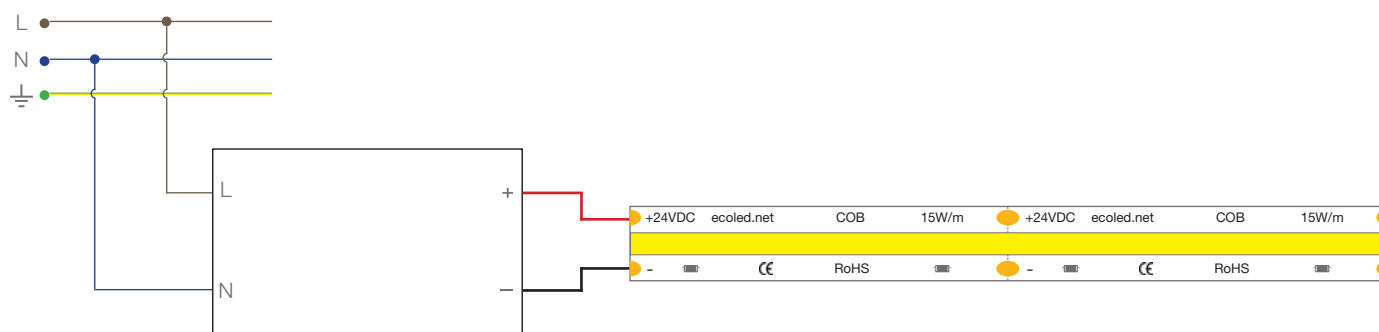 L
N
L
N
+
−
+24VDC ecoled.net COB 15W/m +24VDC ecoled.net COB 15W/m
- CE RoHS - CE RoHS